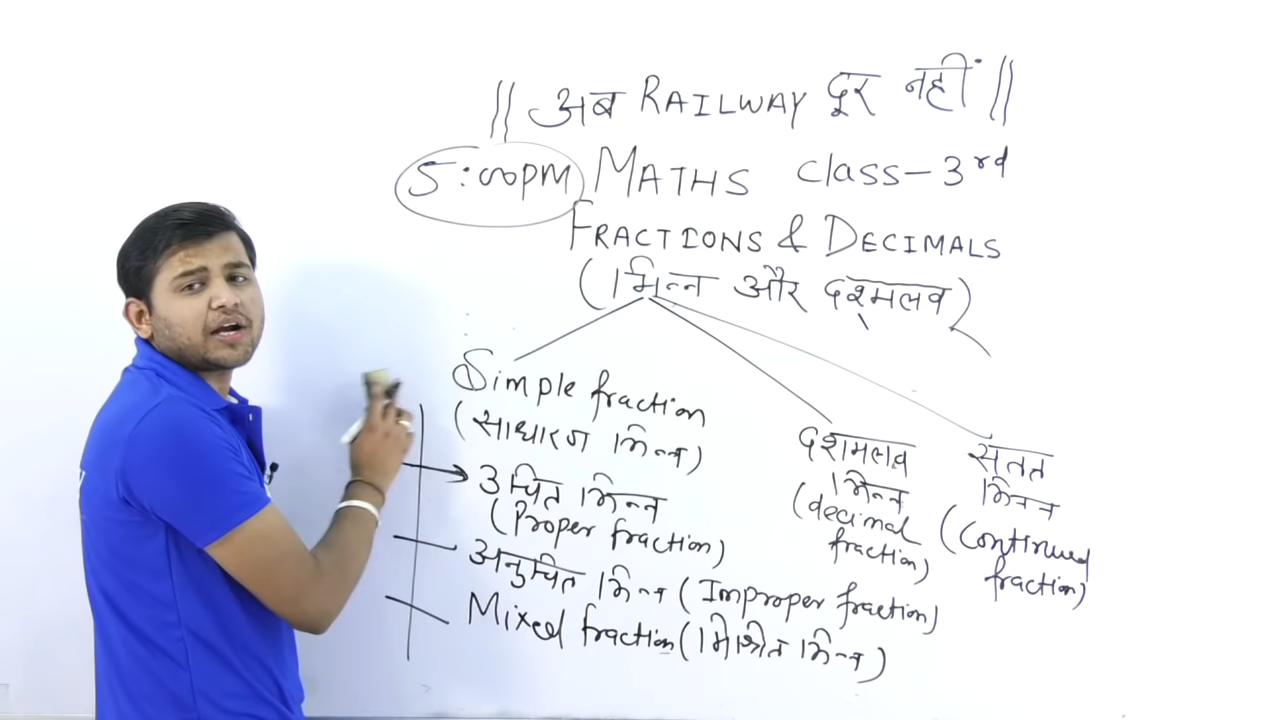 || अब RAILWAY दूर नहीं ||
5:00PM MATHS class-3rd
FRACTIONS & DECIMALS
(भिन्न और दशमलव)
Simple fraction
(साधारण भिन्न)
उचित भिन्न
(Proper fraction)
अनुचित भिन्न (Improper fraction)
Mixed fraction (मिश्रित भिन्न)
दशमलव
भिन्न
(decimal
fraction)
सतत
भिन्न
(Continued
fraction)